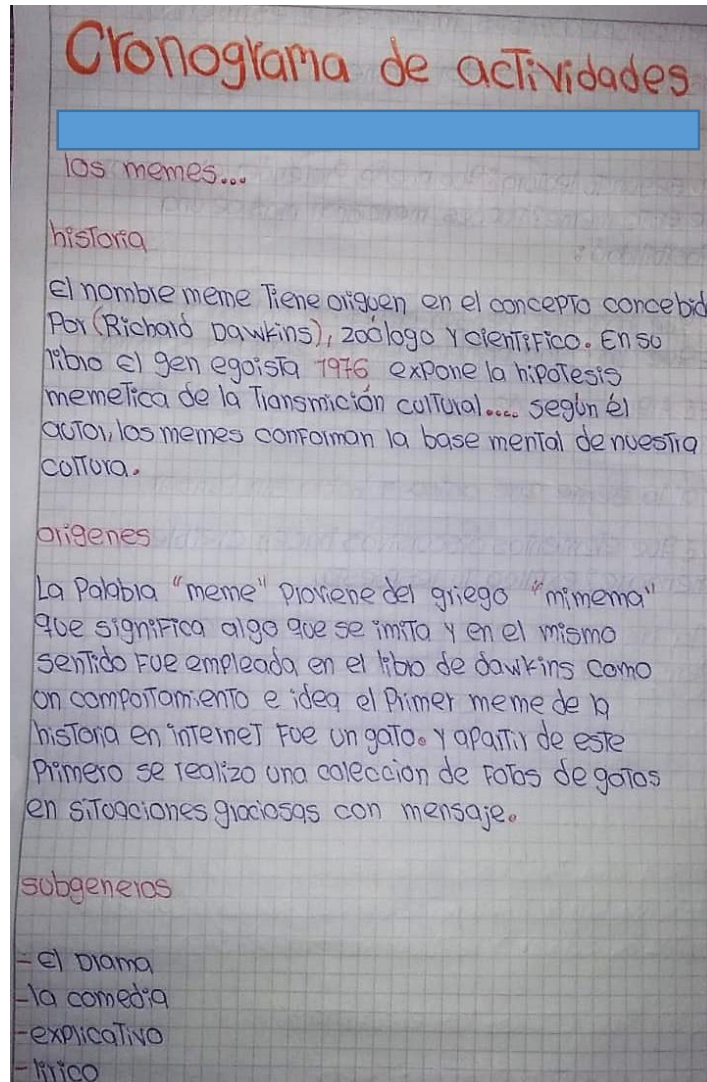 Cronograma de actividades
los memes...
historia
El nombre meme Tiene origuen en el concepto concebid
Por (Richard Dawkins), zoólogo y científico. En su
libro el gen egoista 1976 expone la hipotesis
memetica de la Transmición cultural.... según él
autor, los memes conforman la base mental de nuestra
cultura.
origenes
La Palabra "meme" proviene del griego "mimema"
que significa algo que se imita y en el mismo
sentido fue empleada en el libro de dawkins como
un comportamiento e idea el Primer meme de la
historia en internet fue un gato. Y apartir de este
Primero se realizo una colección de fotos de gatos
en situaciones graciosas con mensaje.
subgeneros
- el Drama
- la comedia
- explicativo
- lirico